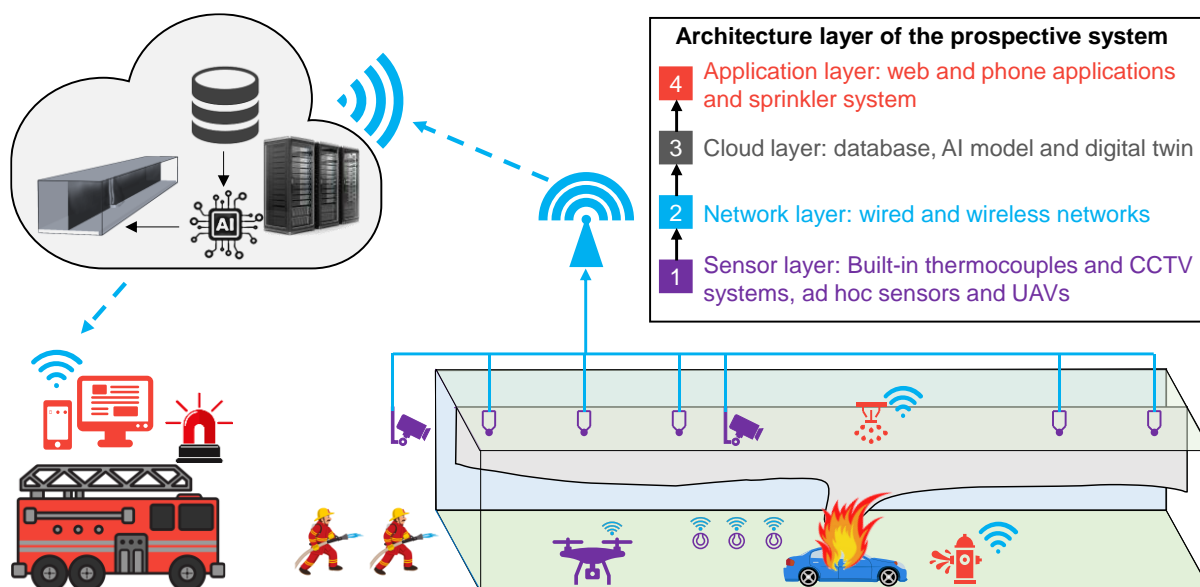 Architecture layer of the prospective system
4 Application layer: web and phone applications
and sprinkler system
3 Cloud layer: database, AI model and digital twin
2 Network layer: wired and wireless networks
1 Sensor layer: Built-in thermocouples and CCTV
systems, ad hoc sensors and UAVs
AI